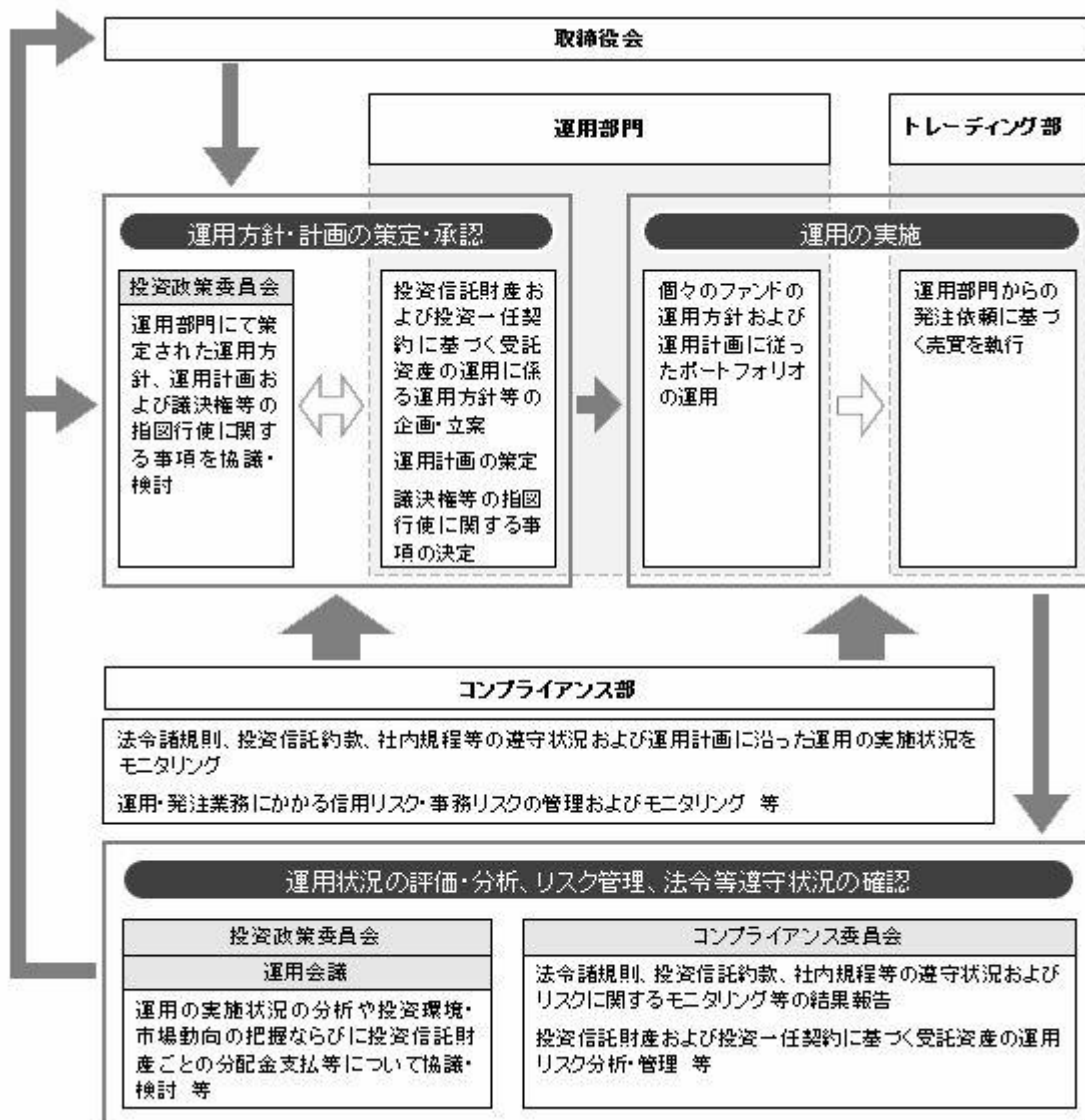 取締役会
運用部門
トレーディング部
運用方針・計画の策定・承認
投資政策委員会
運用部門にて策
定された運用方
針、運用計画お
よび議決権等の
指図行使に関す
る事項を協議・
検討
投資信託財産お
よび投資一任契
約に基づく受託
資産の運用に係
る運用方針等の
企画・立案
運用計画の策定
議決権等の指図
行使に関する事
項の決定
運用の実施
個々のファンドの
運用方針および
運用計画に従っ
たポートフォリオ
の運用
運用部門からの
発注依頼に基づ
く売買を執行
コンプライアンス部
法令諸規則、投資信託約款、社内規程等の遵守状況および運用計画に沿った運用の実施状況を
モニタリング
運用・発注業務にかかる信用リスク・事務リスクの管理およびモニタリング 等
運用状況の評価・分析、リスク管理、法令等遵守状況の確認
投資政策委員会
運用会議
運用の実施状況の分析や投資環境・
市場動向の把握ならびに投資信託財
産ごとの分配金支払等について協議・
検討 等
コンプライアンス委員会
法令諸規則、投資信託約款、社内規程等の遵守状況および
リスクに関するモニタリング等の結果報告
投資信託財産および投資一任契約に基づく受託資産の運用
リスク分析・管理 等